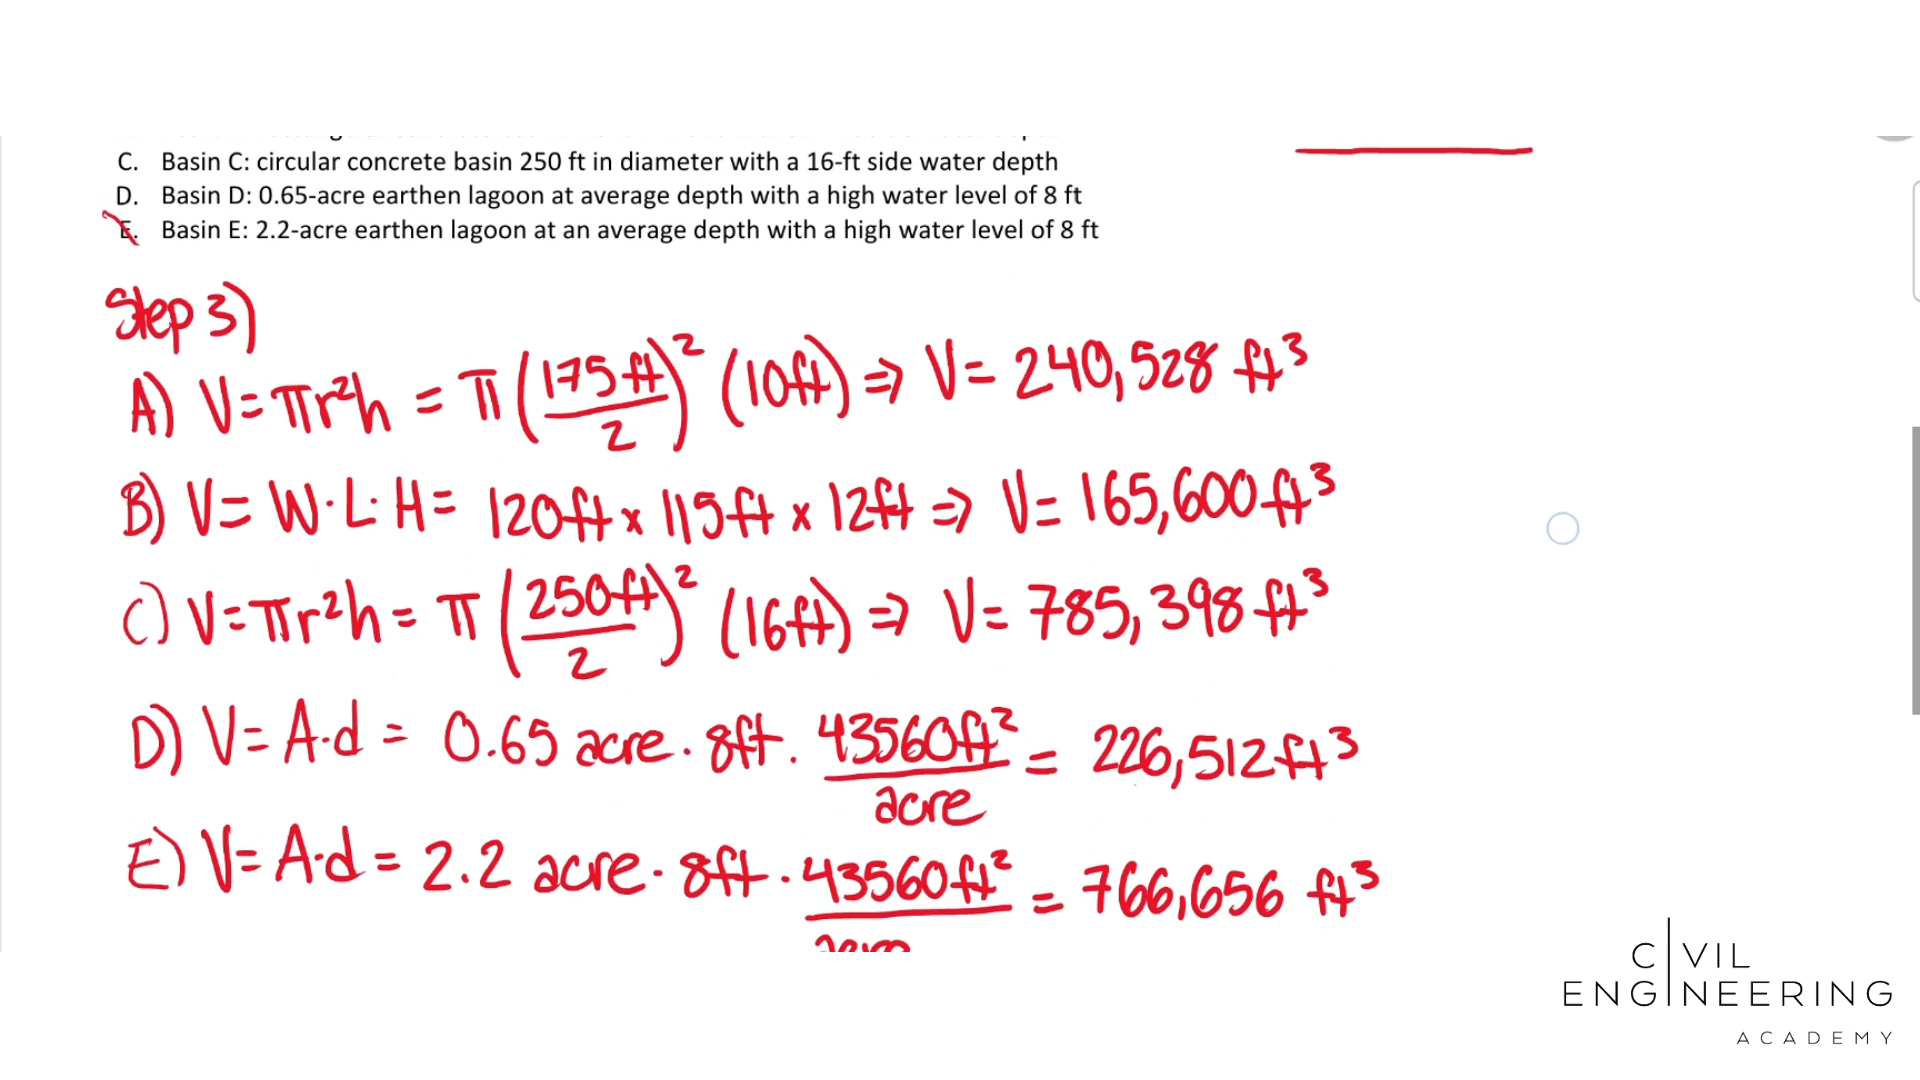 C. Basin C: circular concrete basin 250 ft in diameter with a 16-ft side water depth
D. Basin D: 0.65-acre earthen lagoon at average depth with a high water level of 8 ft
E. Basin E: 2.2-acre earthen lagoon at an average depth with a high water level of 8 ft
Step 3)
A) V = πr²h = π (175 ft / 2)² (10ft) ⇒ V = 240,528 ft³
B) V = W·L·H = 120ft x 115ft x 12ft ⇒ V = 165,600 ft³
C) V = πr²h = π (250ft / 2)² (16ft) ⇒ V = 785,398 ft³
D) V = A·d = 0.65 acre · 8ft · 43560ft² / acre = 226,512 ft³
E) V = A·d = 2.2 acre · 8ft · 43560ft² / = 766,656 ft³
CIVIL
ENGINEERING
ACADEMY